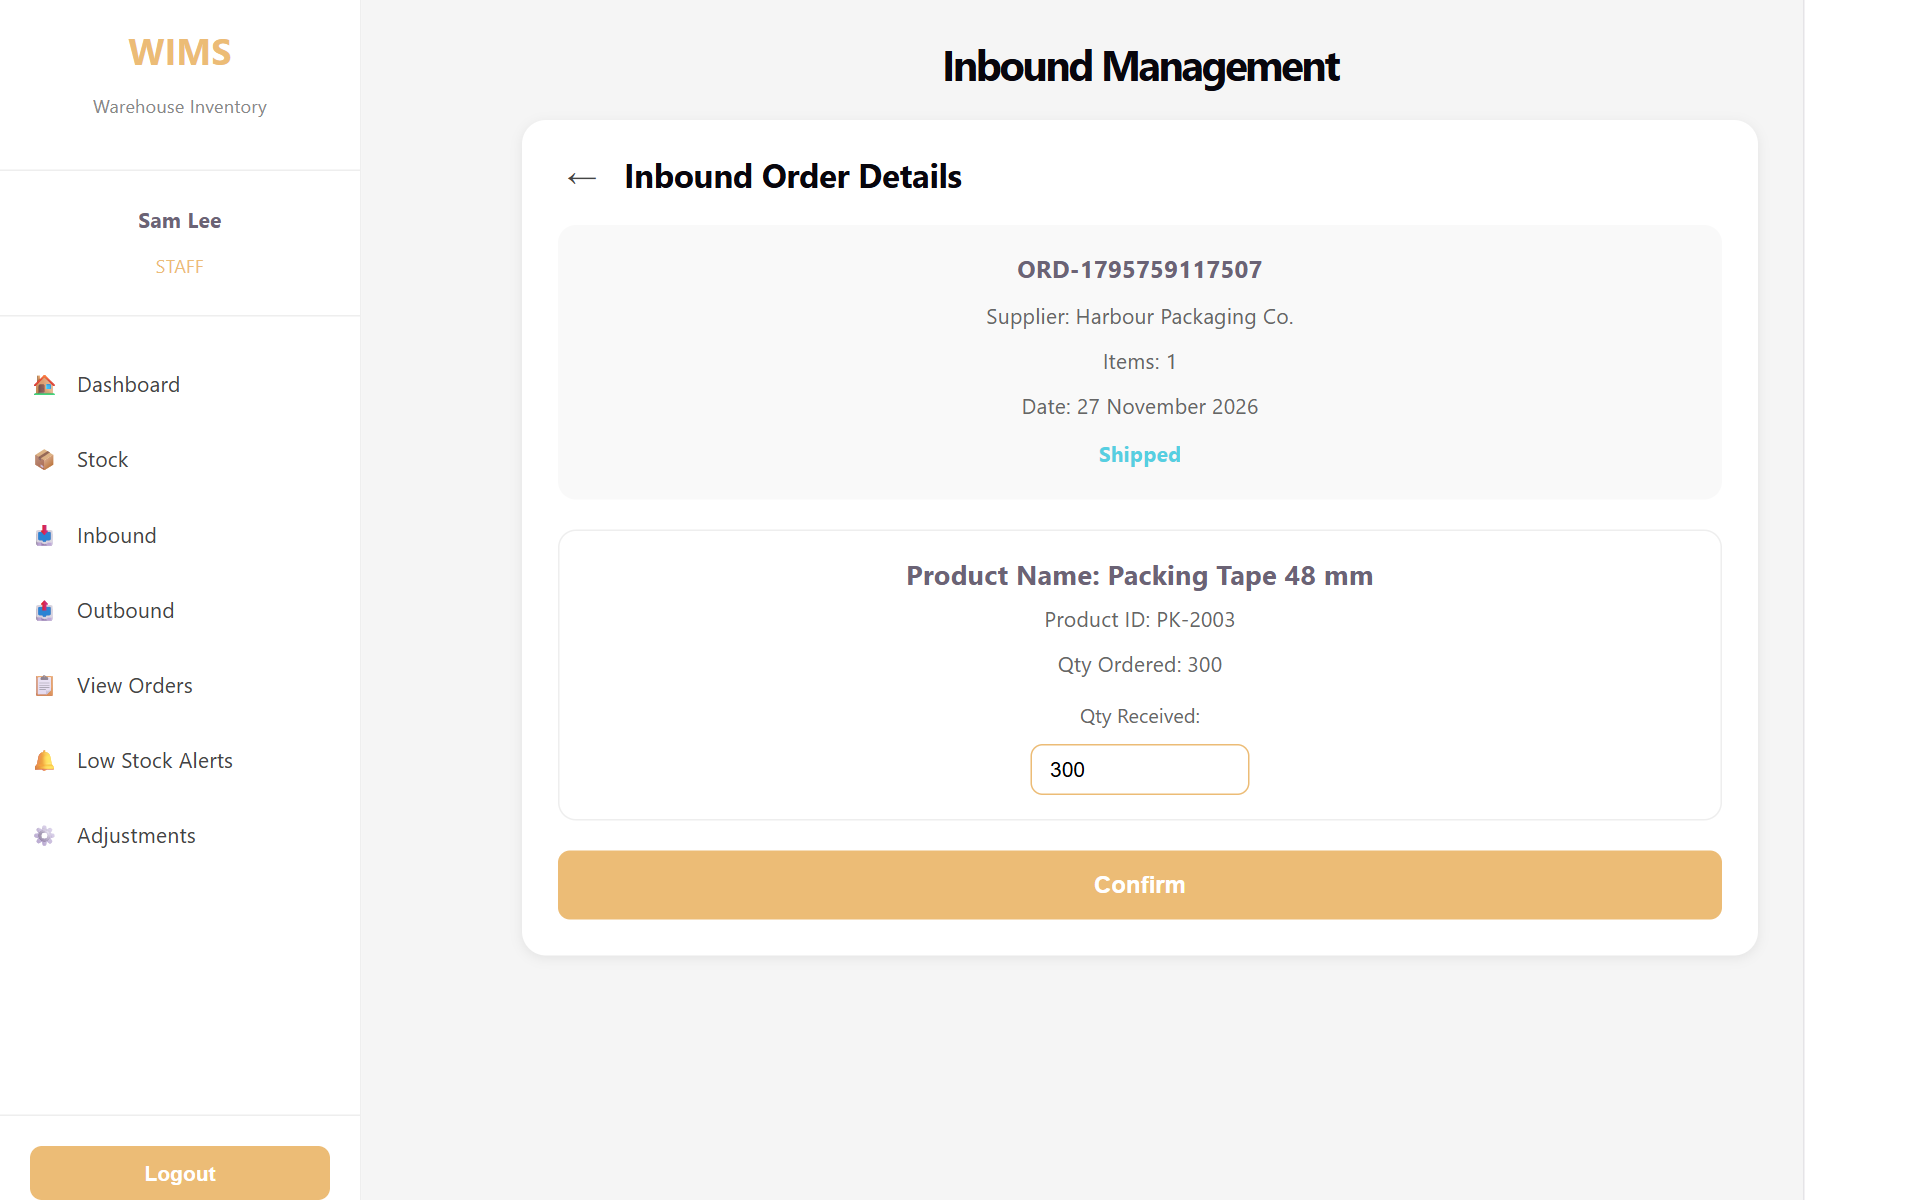 WIMS
Warehouse Inventory
Sam Lee
STAFF
Dashboard
Stock
Inbound
Outbound
View Orders
Low Stock Alerts
Adjustments
Logout
Inbound Management
← Inbound Order Details
ORD-1795759117507
Supplier: Harbour Packaging Co.
Items: 1
Date: 27 November 2026
Shipped
Product Name: Packing Tape 48 mm
Product ID: PK-2003
Qty Ordered: 300
Qty Received:
300
Confirm